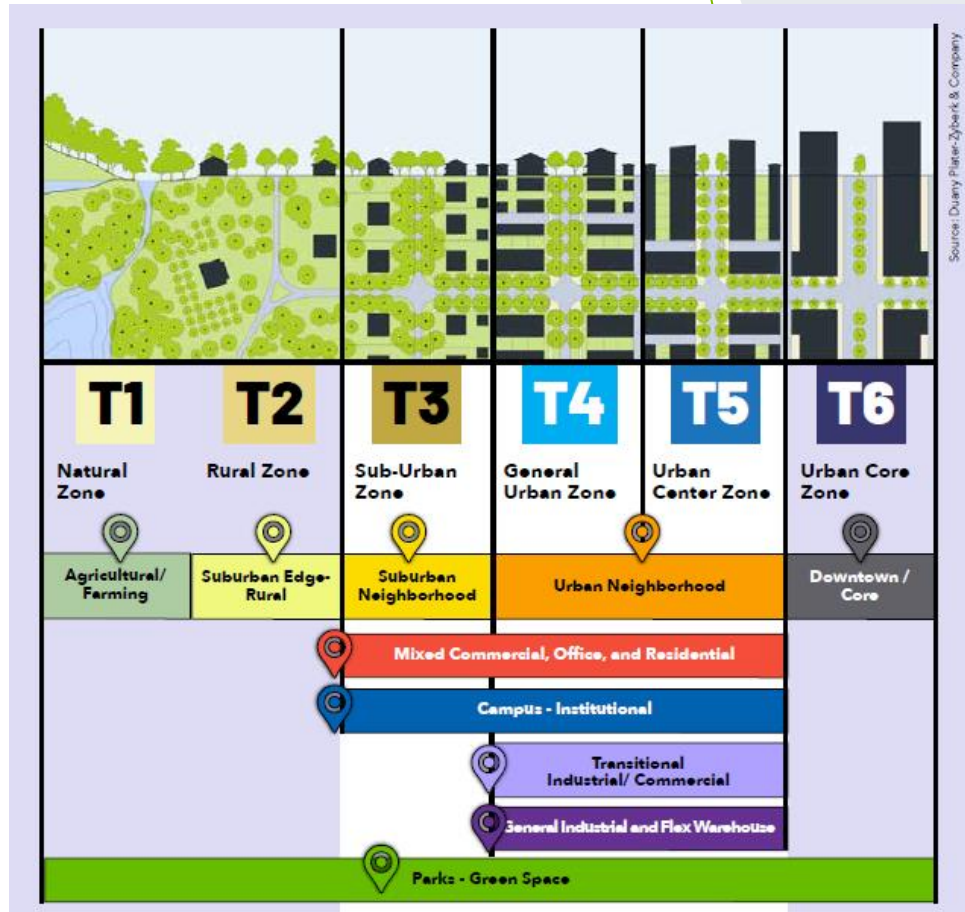 Source: Duany Plater-Zyberk & Company
T1
T2
T3
T4
T5
T6
Natural
Zone
Rural Zone
Sub-Urban
Zone
General
Urban Zone
Urban
Center Zone
Urban Core
Zone
Agricultural/
Farming
Suburban Edge-
Rural
Suburban
Neighborhood
Urban Neighborhood
Downtown /
Core
Mixed Commercial, Office, and Residential
Campus - Institutional
Transitional
Industrial/ Commercial
General Industrial and Flex Warehouse
Parks - Green Space